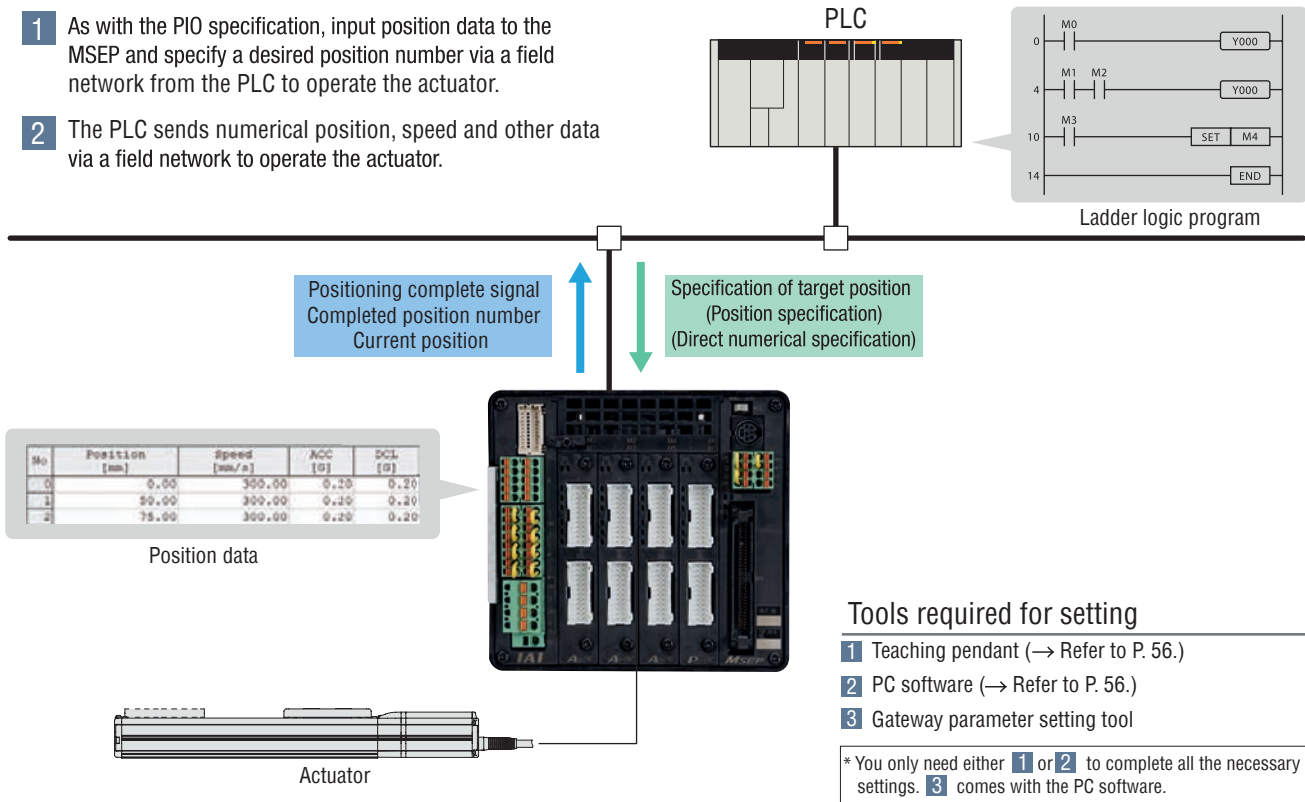 1 As with the PIO specification, input position data to the
MSEP and specify a desired position number via a field
network from the PLC to operate the actuator.
2 The PLC sends numerical position, speed and other data
via a field network to operate the actuator.
PLC
M0
0 Y000
M1 M2
4 Y000
M3
10 SET M4
14 END
Ladder logic program
Positioning complete signal
Completed position number
Current position
Specification of target position
(Position specification)
(Direct numerical specification)
No Position [mm] Speed [mm/s] ACC [G] DCL [G]
0 0.00 300.00 0.20 0.20
1 50.00 300.00 0.20 0.20
2 75.00 300.00 0.20 0.20
Position data
IAI A A A P MSEP
Actuator
Tools required for setting
1 Teaching pendant (→ Refer to P. 56.)
2 PC software (→ Refer to P. 56.)
3 Gateway parameter setting tool
* You only need either 1 or 2 to complete all the necessary
settings. 3 comes with the PC software.